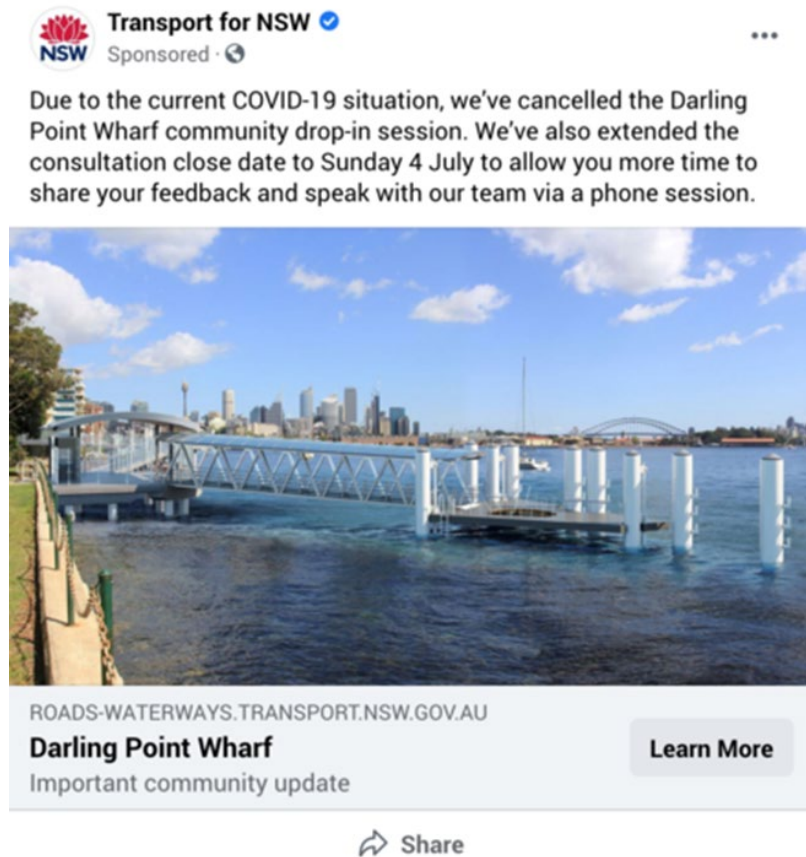 Transport for NSW
NSW
Sponsored ·
Due to the current COVID-19 situation, we've cancelled the Darling
Point Wharf community drop-in session. We've also extended the
consultation close date to Sunday 4 July to allow you more time to
share your feedback and speak with our team via a phone session.
ROADS-WATERWAYS.TRANSPORT.NSW.GOV.AU
Darling Point Wharf
Learn More
Important community update
Share